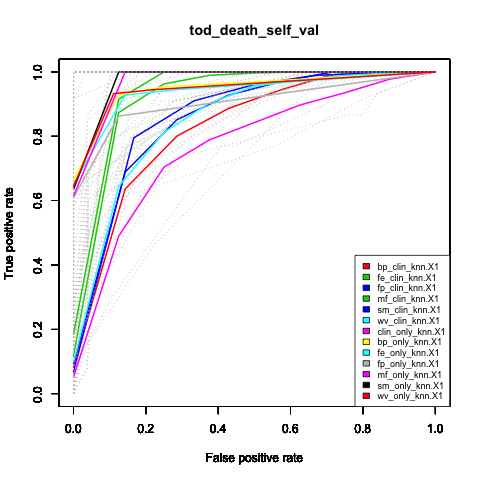 tod_death_self_val
True positive rate
1.0
0.8
0.6
0.4
0.2
0.0
bp_clin_knn.X1
fe_clin_knn.X1
fp_clin_knn.X1
mf_clin_knn.X1
sm_clin_knn.X1
wv_clin_knn.X1
clin_only_knn.X1
bp_only_knn.X1
fe_only_knn.X1
fp_only_knn.X1
mf_only_knn.X1
sm_only_knn.X1
wv_only_knn.X1
0.0 0.2 0.4 0.6 0.8 1.0
False positive rate